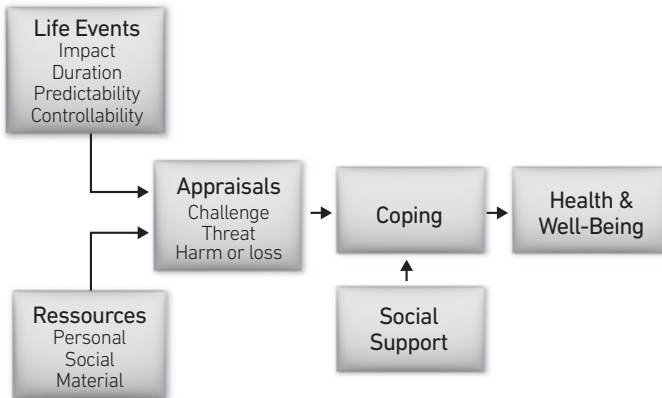 Life Events
Impact
Duration
Predictability
Controllability
Appraisals
Challenge
Threat
Harm or loss
Coping
Health &
Well-Being
Ressources
Personal
Social
Material
Social
Support